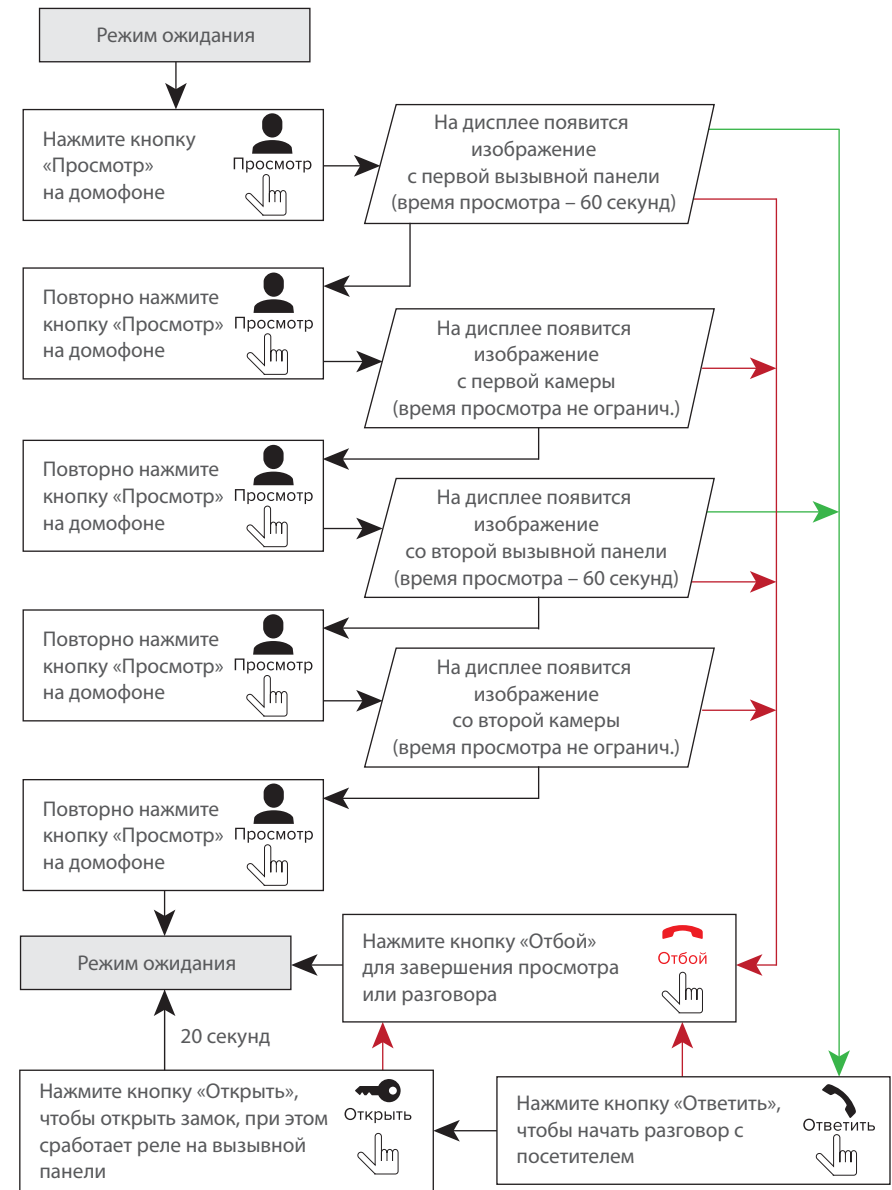 Режим ожидания
Нажмите кнопку
«Просмотр»
на домофоне
Просмотр
На дисплее появится
изображение
с первой вызывной панели
(время просмотра – 60 секунд)
Повторно нажмите
кнопку «Просмотр»
на домофоне
Просмотр
На дисплее появится
изображение
с первой камеры
(время просмотра не огранич.)
Повторно нажмите
кнопку «Просмотр»
на домофоне
Просмотр
На дисплее появится
изображение
со второй вызывной панели
(время просмотра – 60 секунд)
Повторно нажмите
кнопку «Просмотр»
на домофоне
Просмотр
На дисплее появится
изображение
со второй камеры
(время просмотра не огранич.)
Повторно нажмите
кнопку «Просмотр»
на домофоне
Просмотр
Режим ожидания
Нажмите кнопку «Отбой»
для завершения просмотра
или разговора
Отбой
20 секунд
Нажмите кнопку «Открыть»,
чтобы открыть замок, при этом
сработает реле на вызывной
панели
Открыть
Нажмите кнопку «Ответить»,
чтобы начать разговор с
посетителем
Ответить